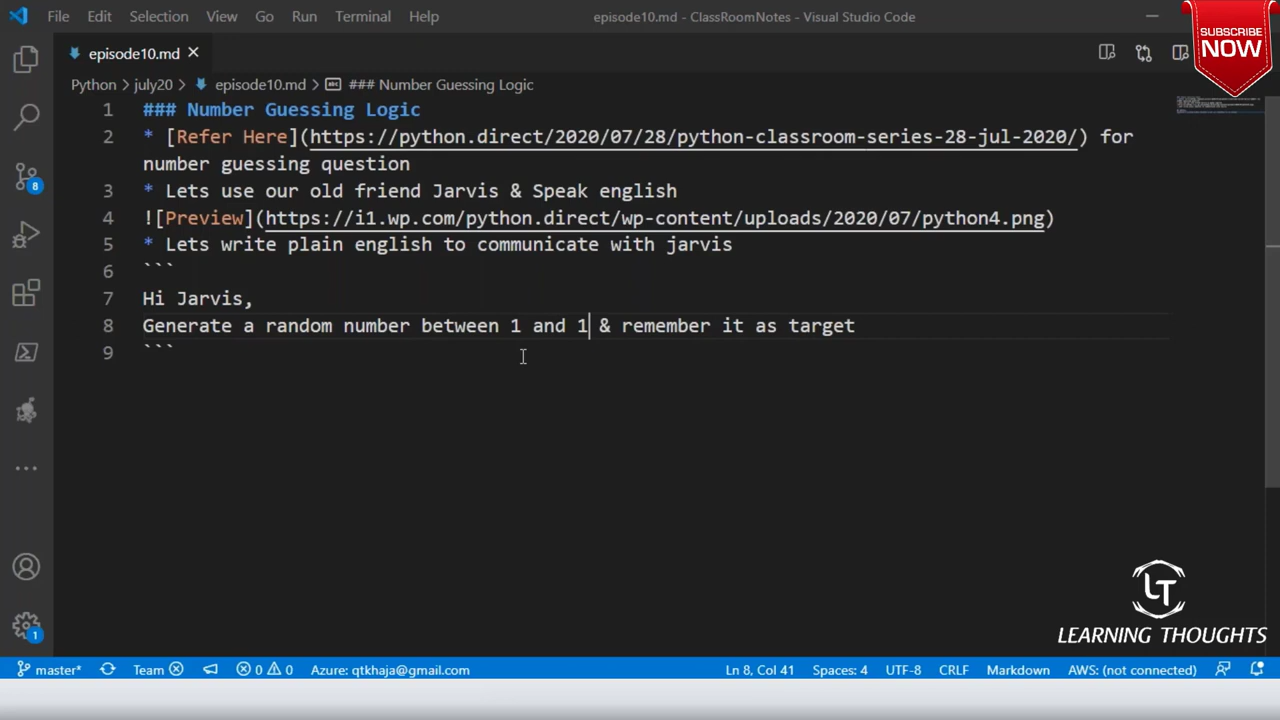 File Edit Selection View Go Run Terminal Help episode10.md - ClassRoomNotes - Visual Studio Code
SUBSCRIBE
NOW
episode10.md
Python > july20 > episode10.md > ### Number Guessing Logic
1 ### Number Guessing Logic
2 * [Refer Here](https://python.direct/2020/07/28/python-classroom-series-28-jul-2020/) for
number guessing question
3 * Lets use our old friend Jarvis & Speak english
4 ![Preview](https://i1.wp.com/python.direct/wp-content/uploads/2020/07/python4.png)
5 * Lets write plain english to communicate with jarvis
6 ```
7 Hi Jarvis,
8 Generate a random number between 1 and 1 & remember it as target
9 ```
8
1
LT
LEARNING THOUGHTS
master* Team 0 0 Azure: qtkhaja@gmail.com Ln 8, Col 41 Spaces: 4 UTF-8 CRLF Markdown AWS: (not connected)